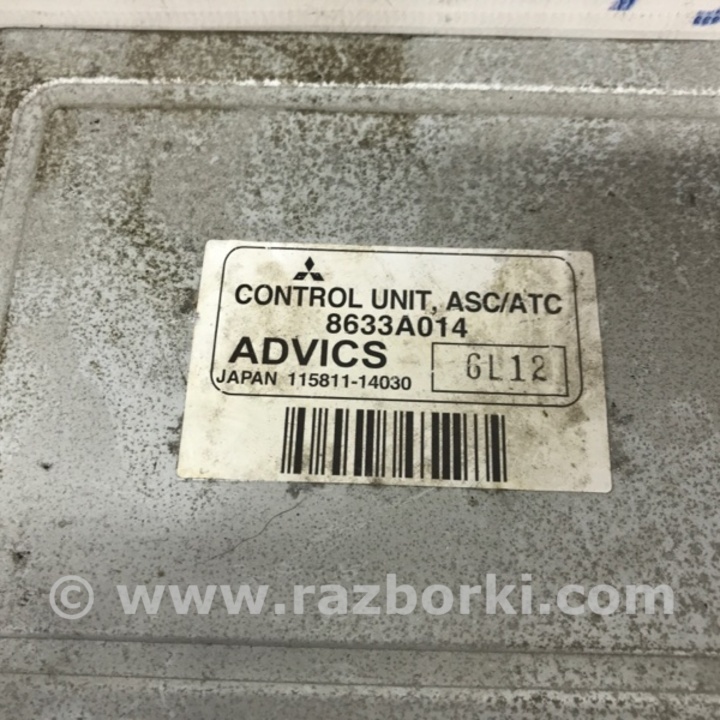 CONTROL UNIT, ASC/ATC
8633A014
ADVICS
6L12
JAPAN 115811-14030
© www.razborki.com